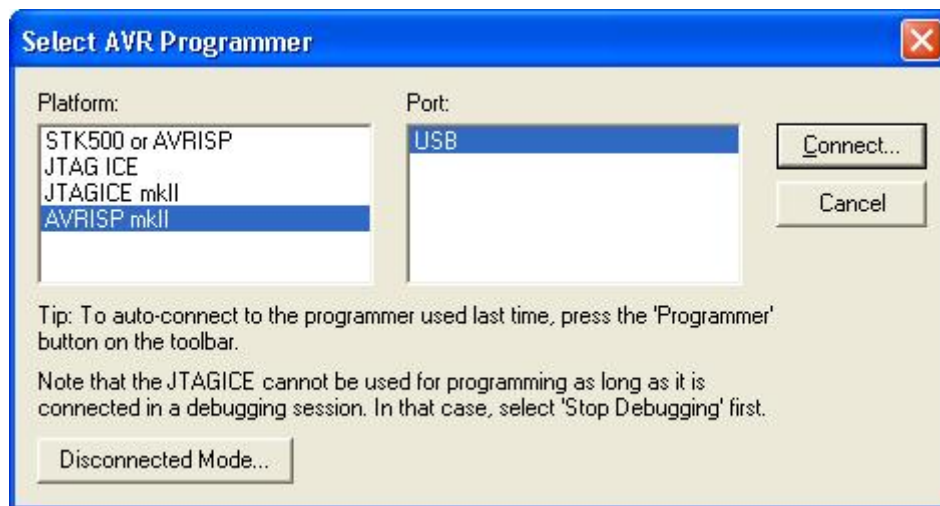 Select AVR Programmer
Platform:
Port:
STK500 or AVRISP
JTAG ICE
JTAGICE mkII
AVRISP mkII
USB
Connect...
Cancel
Tip: To auto-connect to the programmer used last time, press the 'Programmer'
button on the toolbar.
Note that the JTAGICE cannot be used for programming as long as it is
connected in a debugging session. In that case, select 'Stop Debugging' first.
Disconnected Mode...